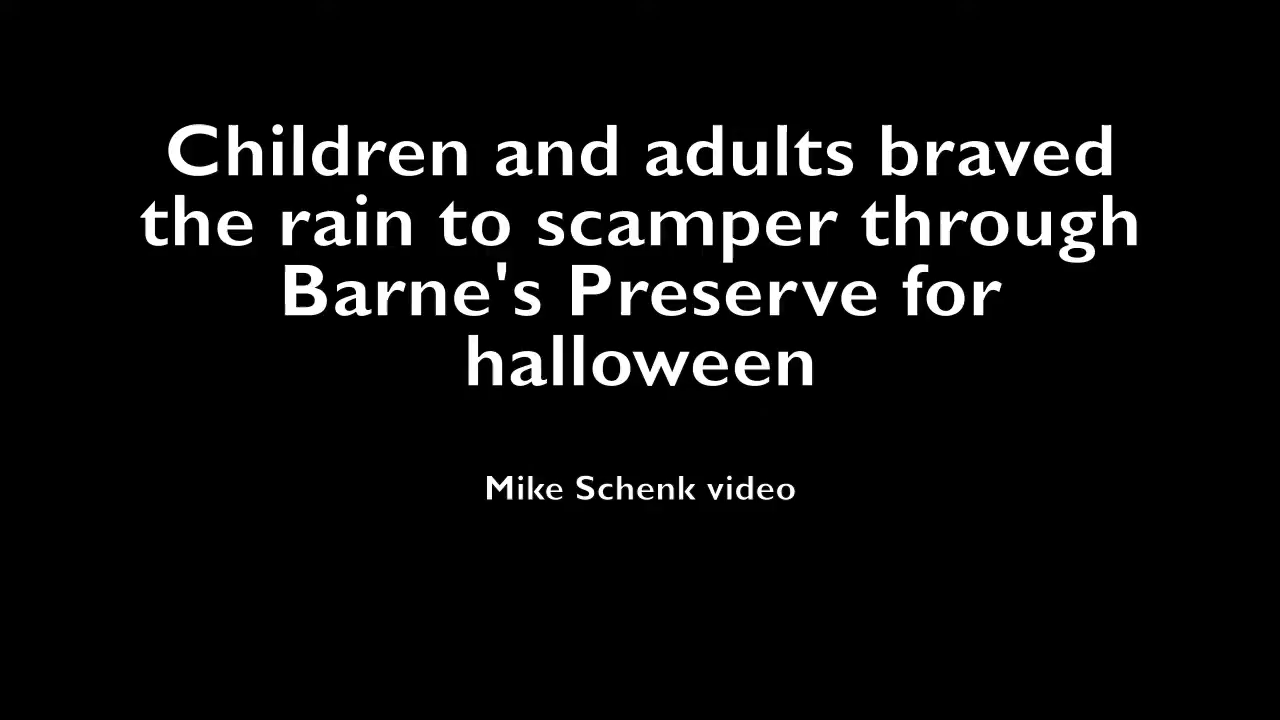 Children and adults braved
the rain to scamper through
Barne's Preserve for
halloween
Mike Schenk video